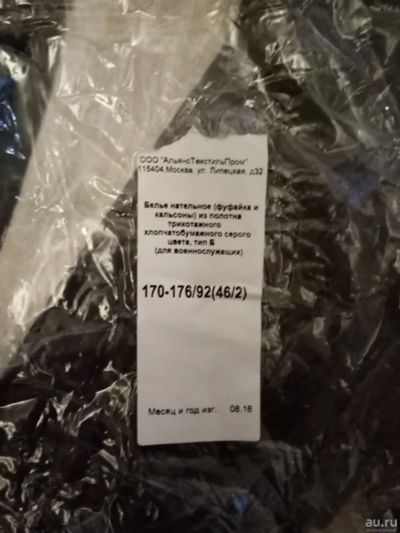 ООО "АльянсТекстильПром"
115404,Москва, ул. Липецкая, д32
Белье нательное (фуфайка и
кальсоны) из полотна
трикотажного
хлопчатобумажного серого
цвета, тип Б
(для военнослужащих)
170-176/92(46/2)
Месяц и год изг. 08.16
au.ru